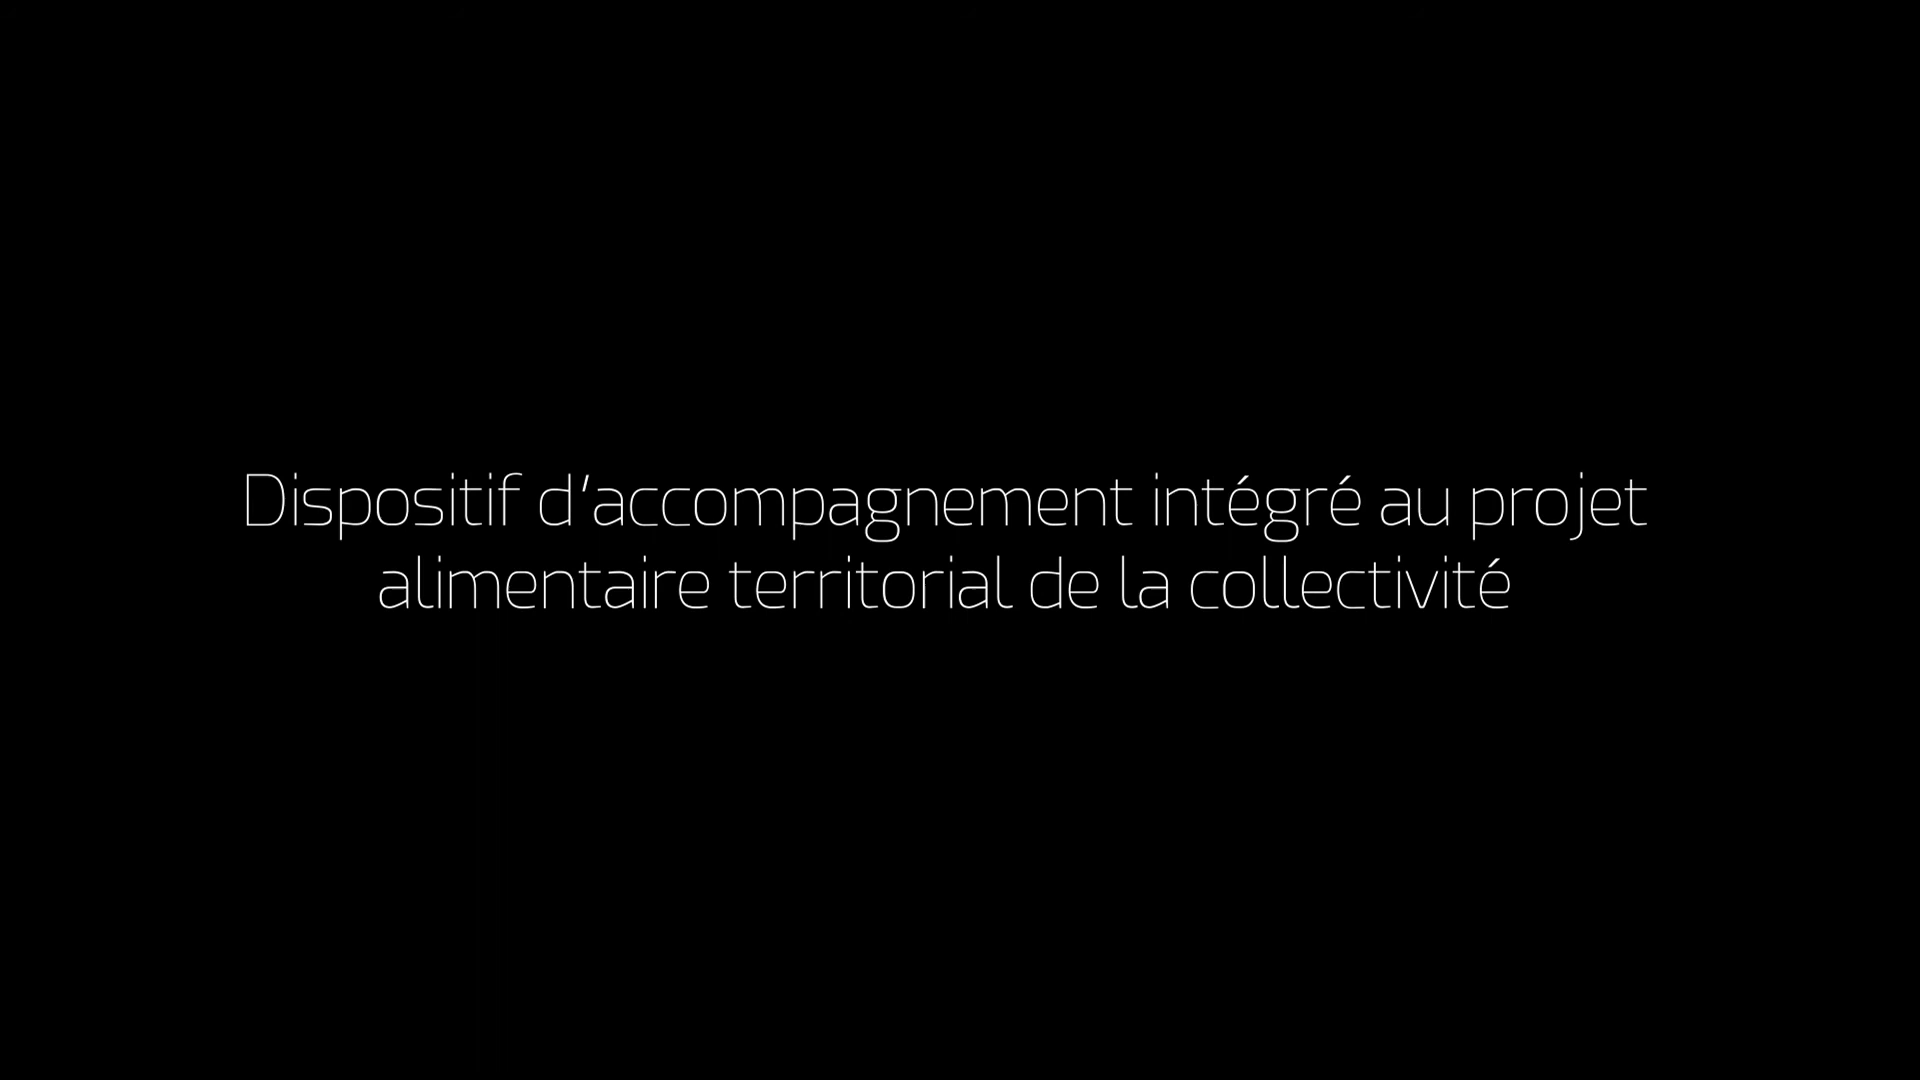 Dispositif d'accompagnement intégré au projet
alimentaire territorial de la collectivité